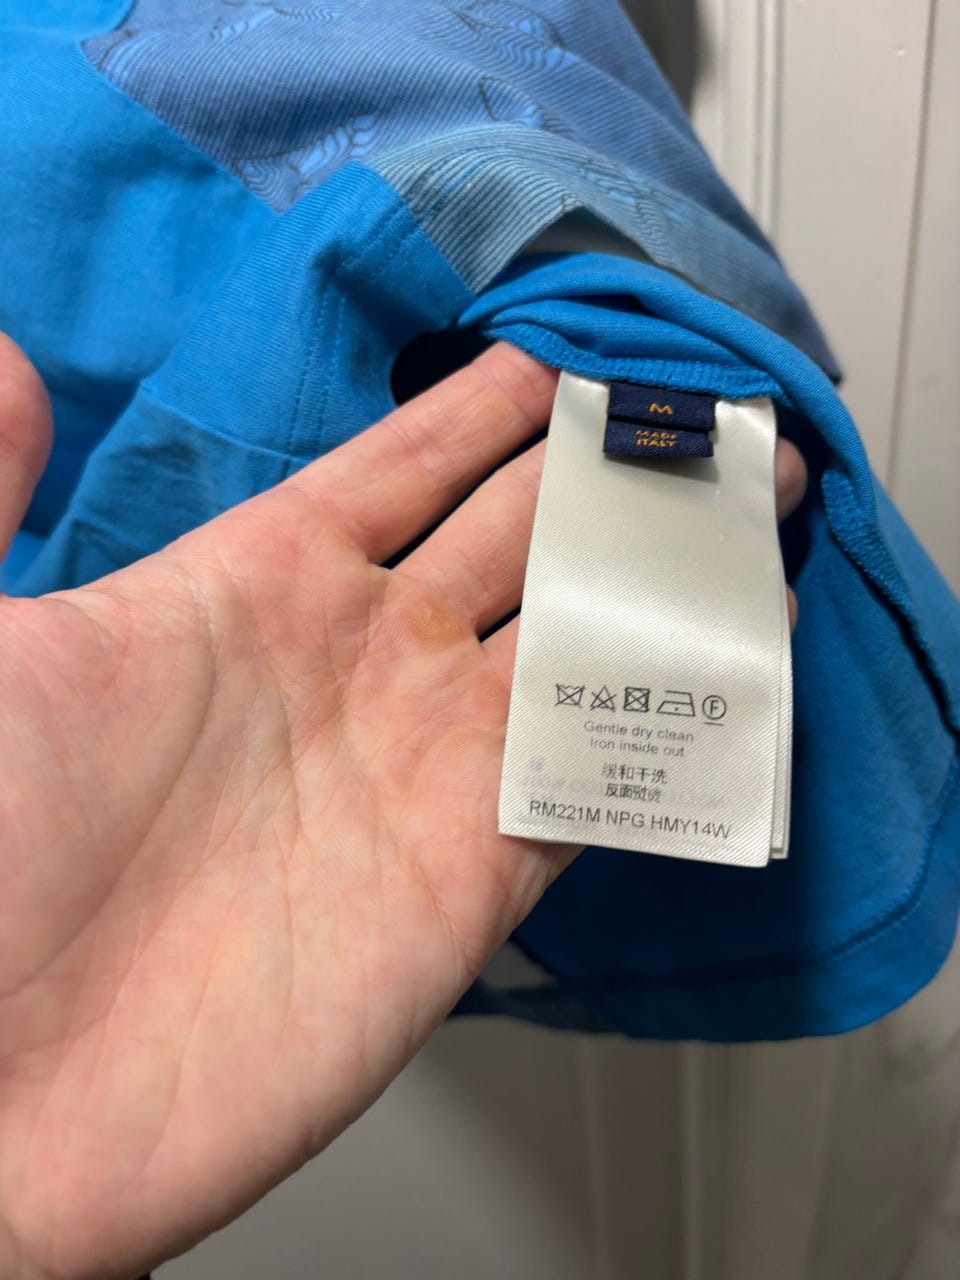 M
MADE
ITALY
F
Gentle dry clean
Iron inside out
缓和干洗
反面熨烫
RM221M NPG HMY14W